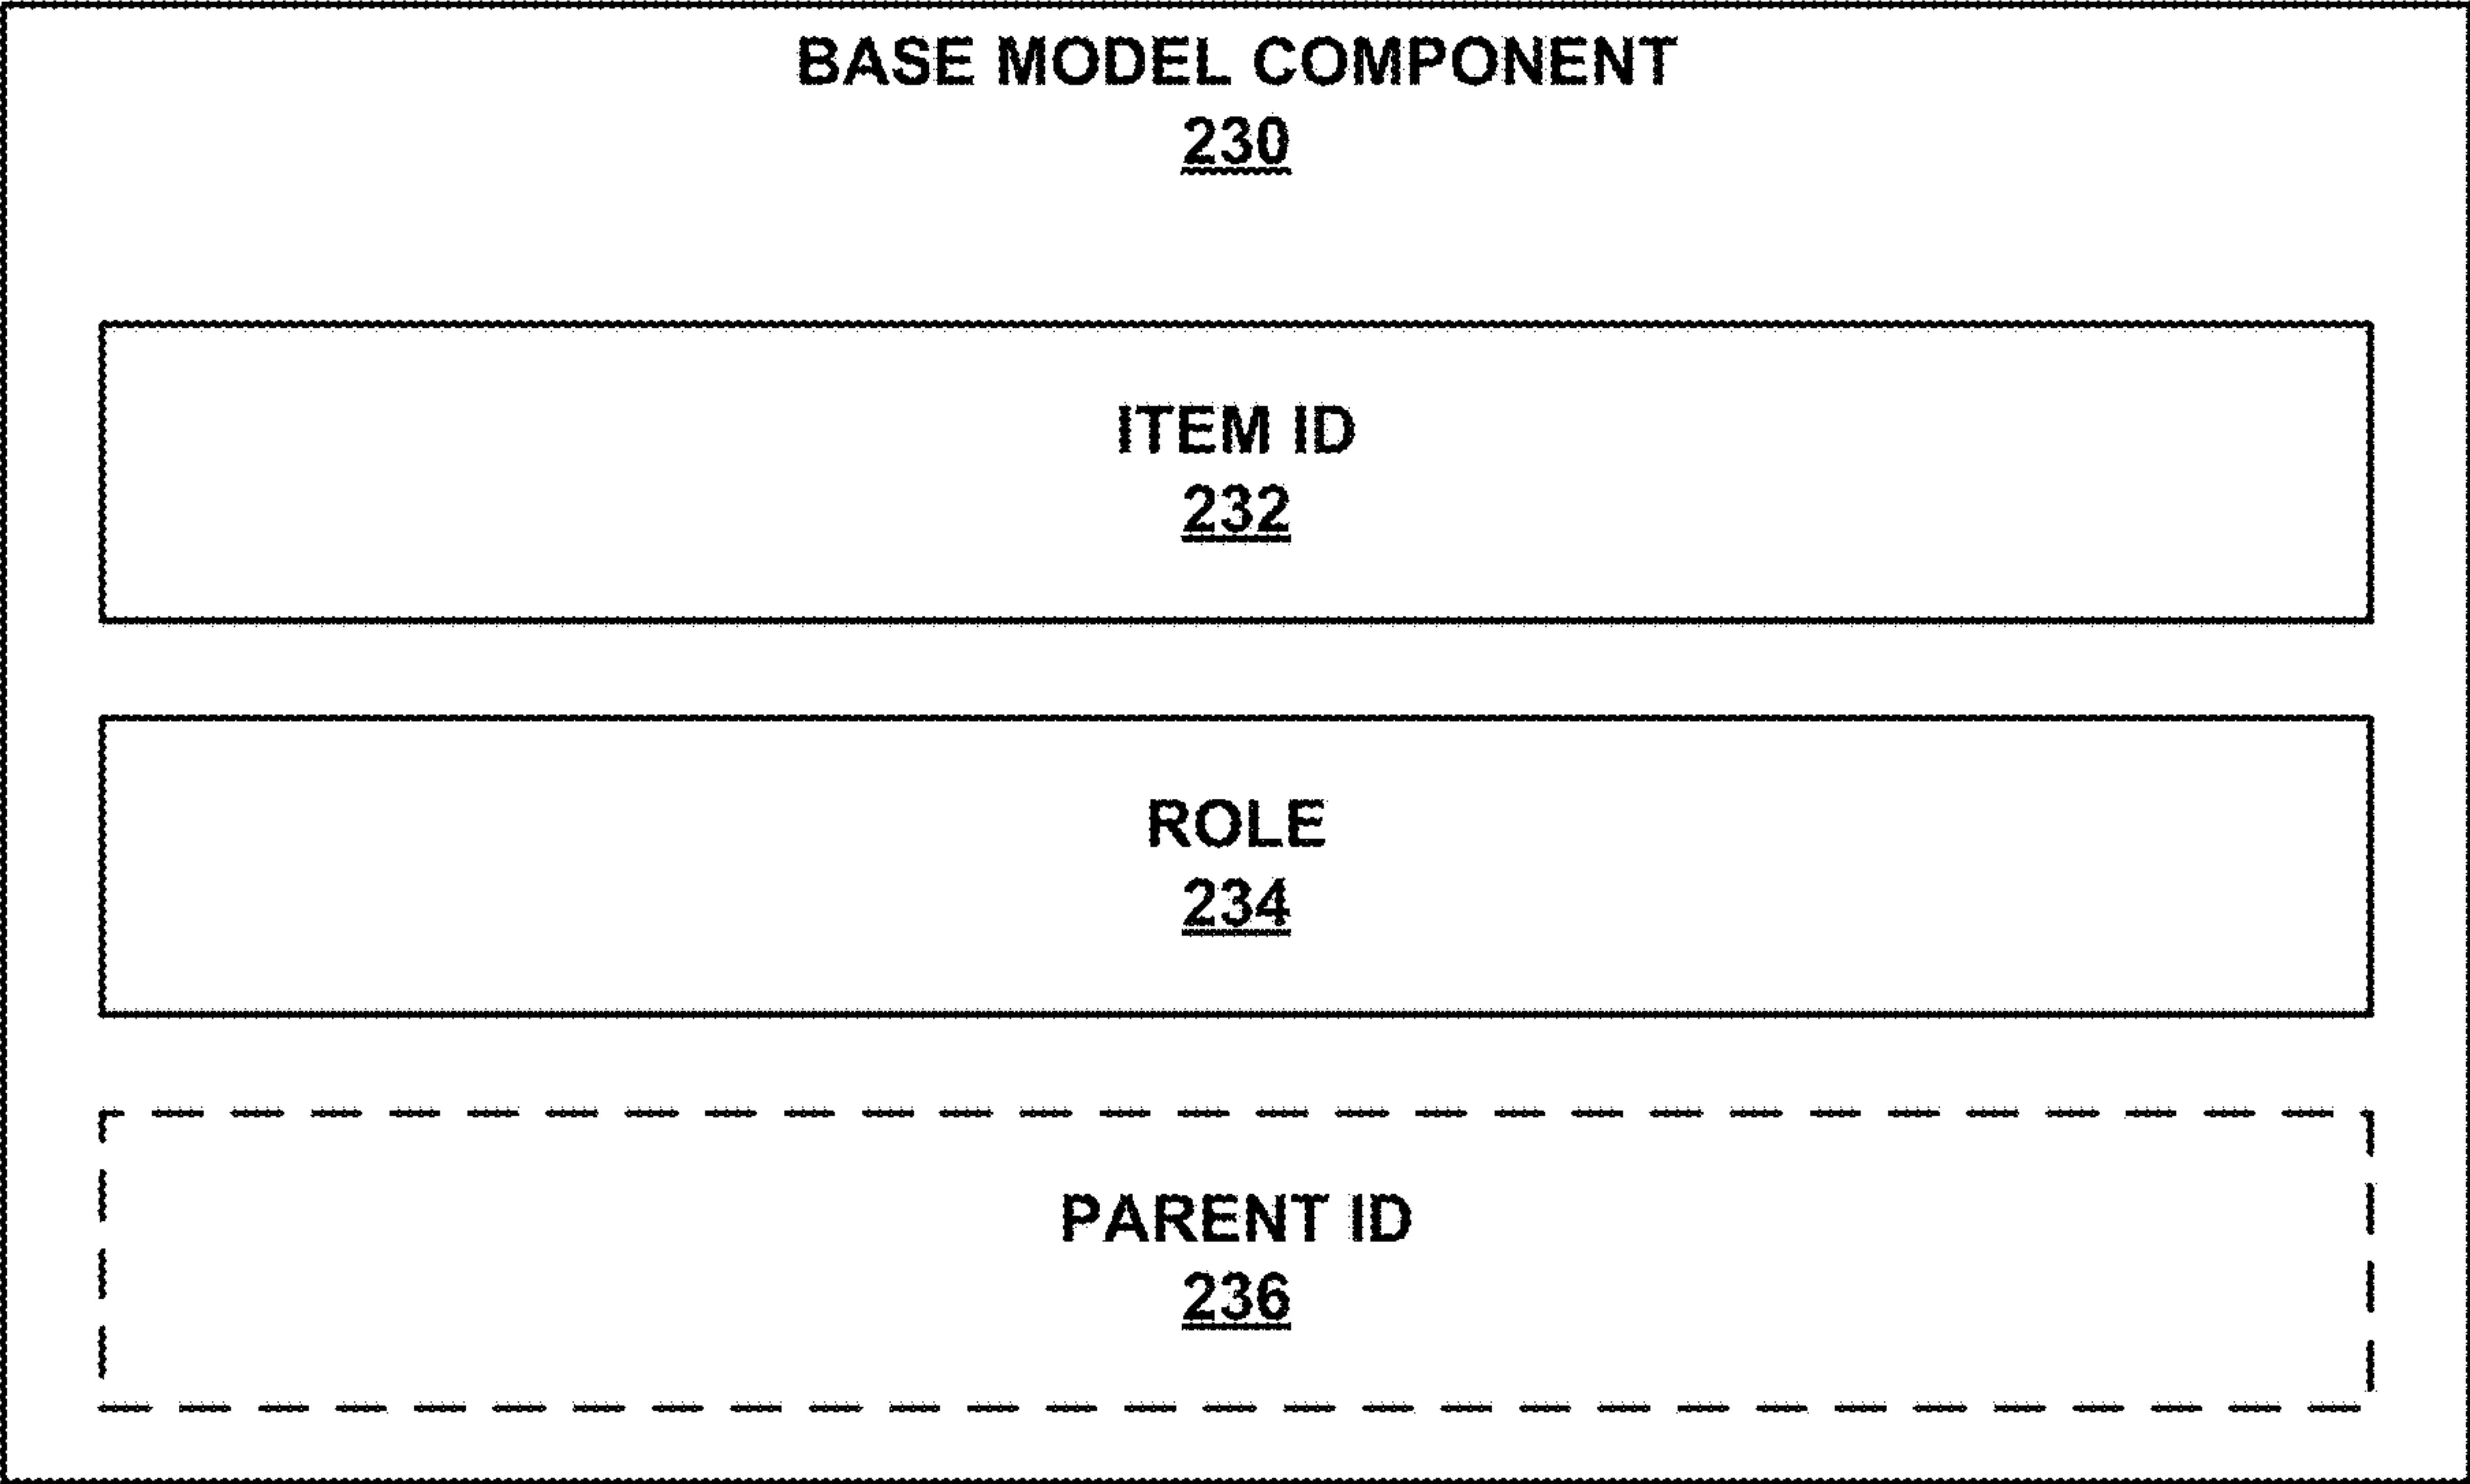 BASE MODEL COMPONENT
230
ITEM ID
232
ROLE
234
PARENT ID
236